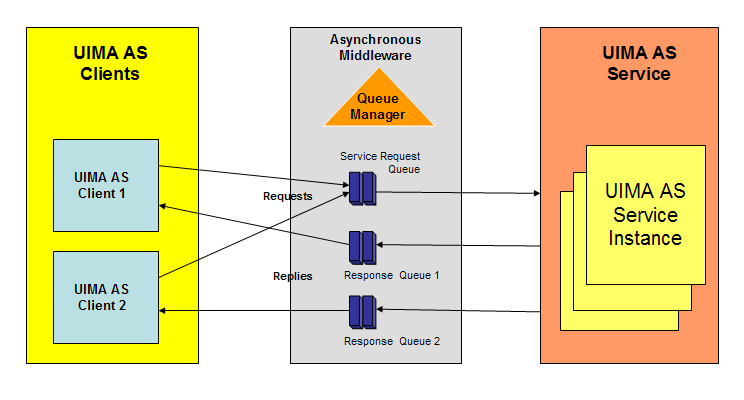 UIMA AS
Clients
UIMA AS
Client 1
UIMA AS
Client 2
Requests
Replies
Asynchronous
Middleware
Queue
Manager
Service Request
Queue
Response Queue 1
Response Queue 2
UIMA AS
Service
UIMA AS
Service
Instance